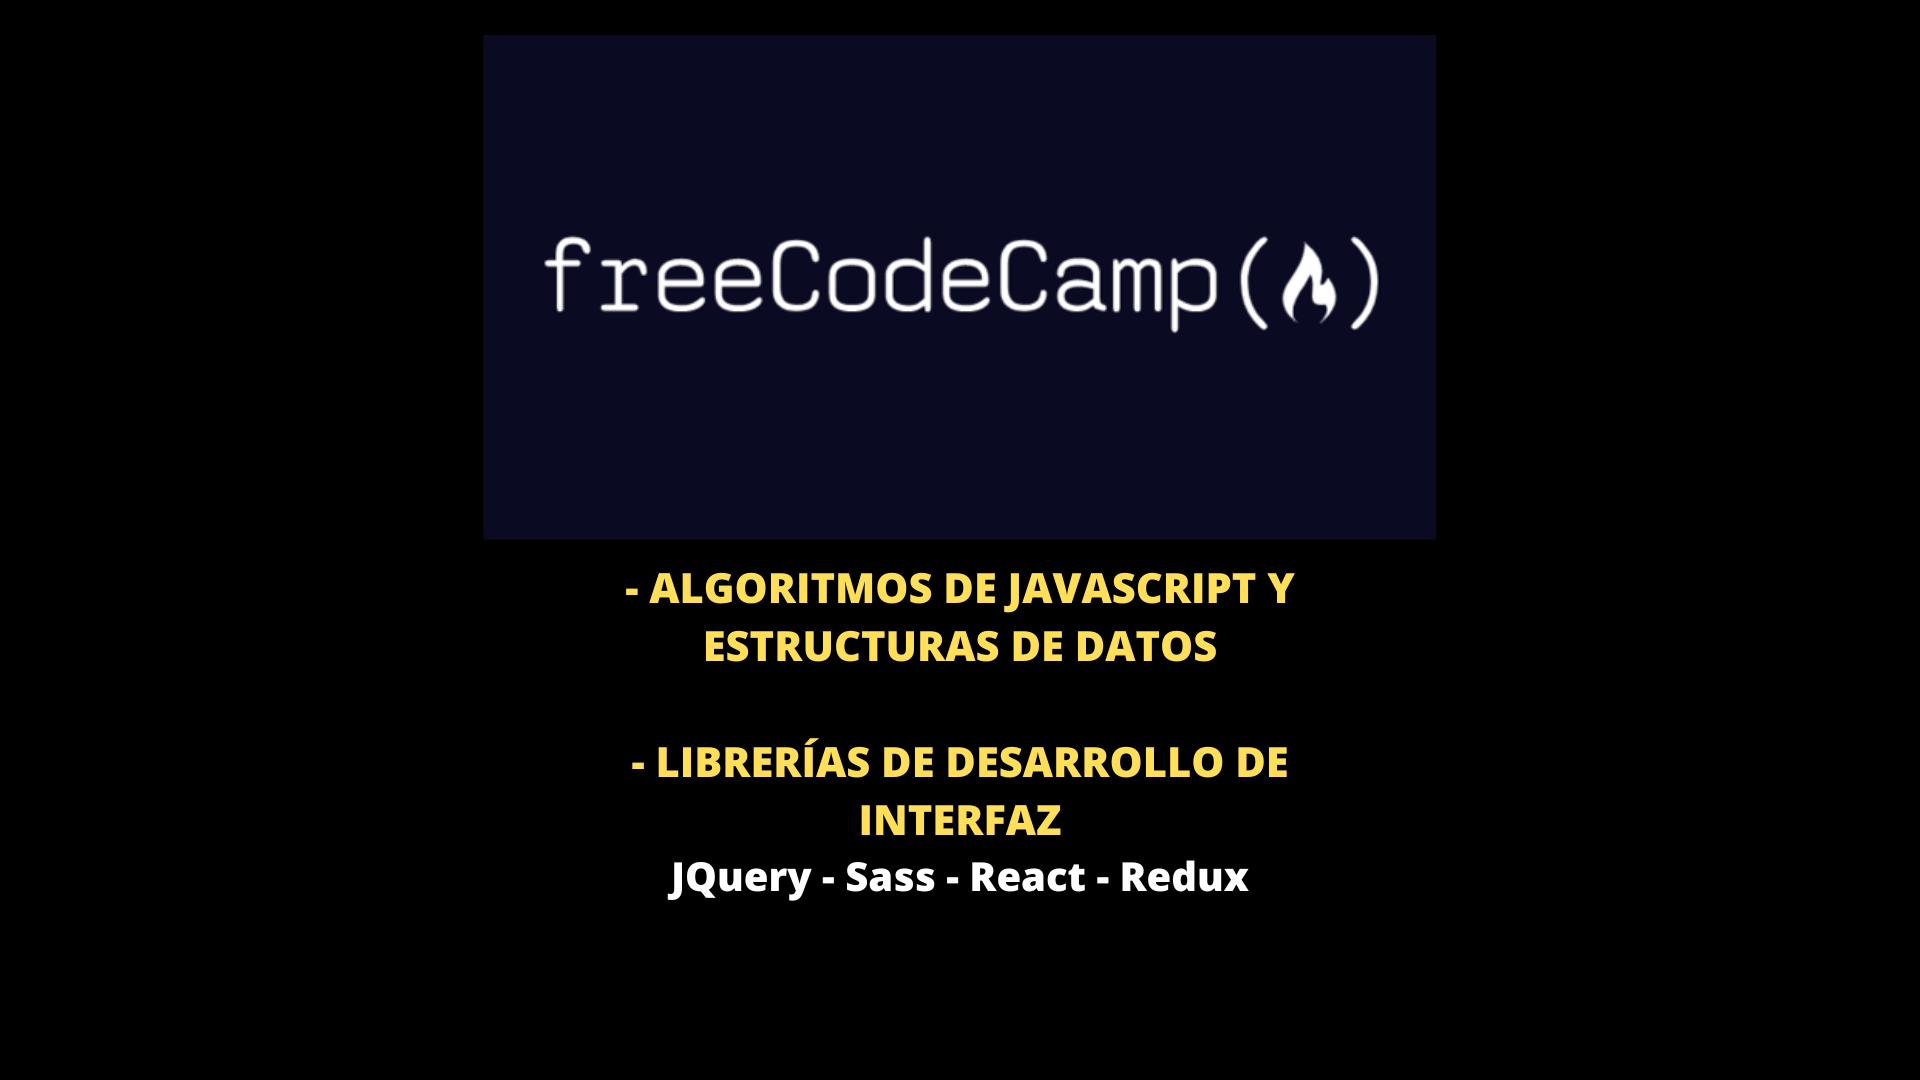 freeCodeCamp()
- ALGORITMOS DE JAVASCRIPT Y
ESTRUCTURAS DE DATOS
- LIBRERÍAS DE DESARROLLO DE
INTERFAZ
JQuery - Sass - React - Redux